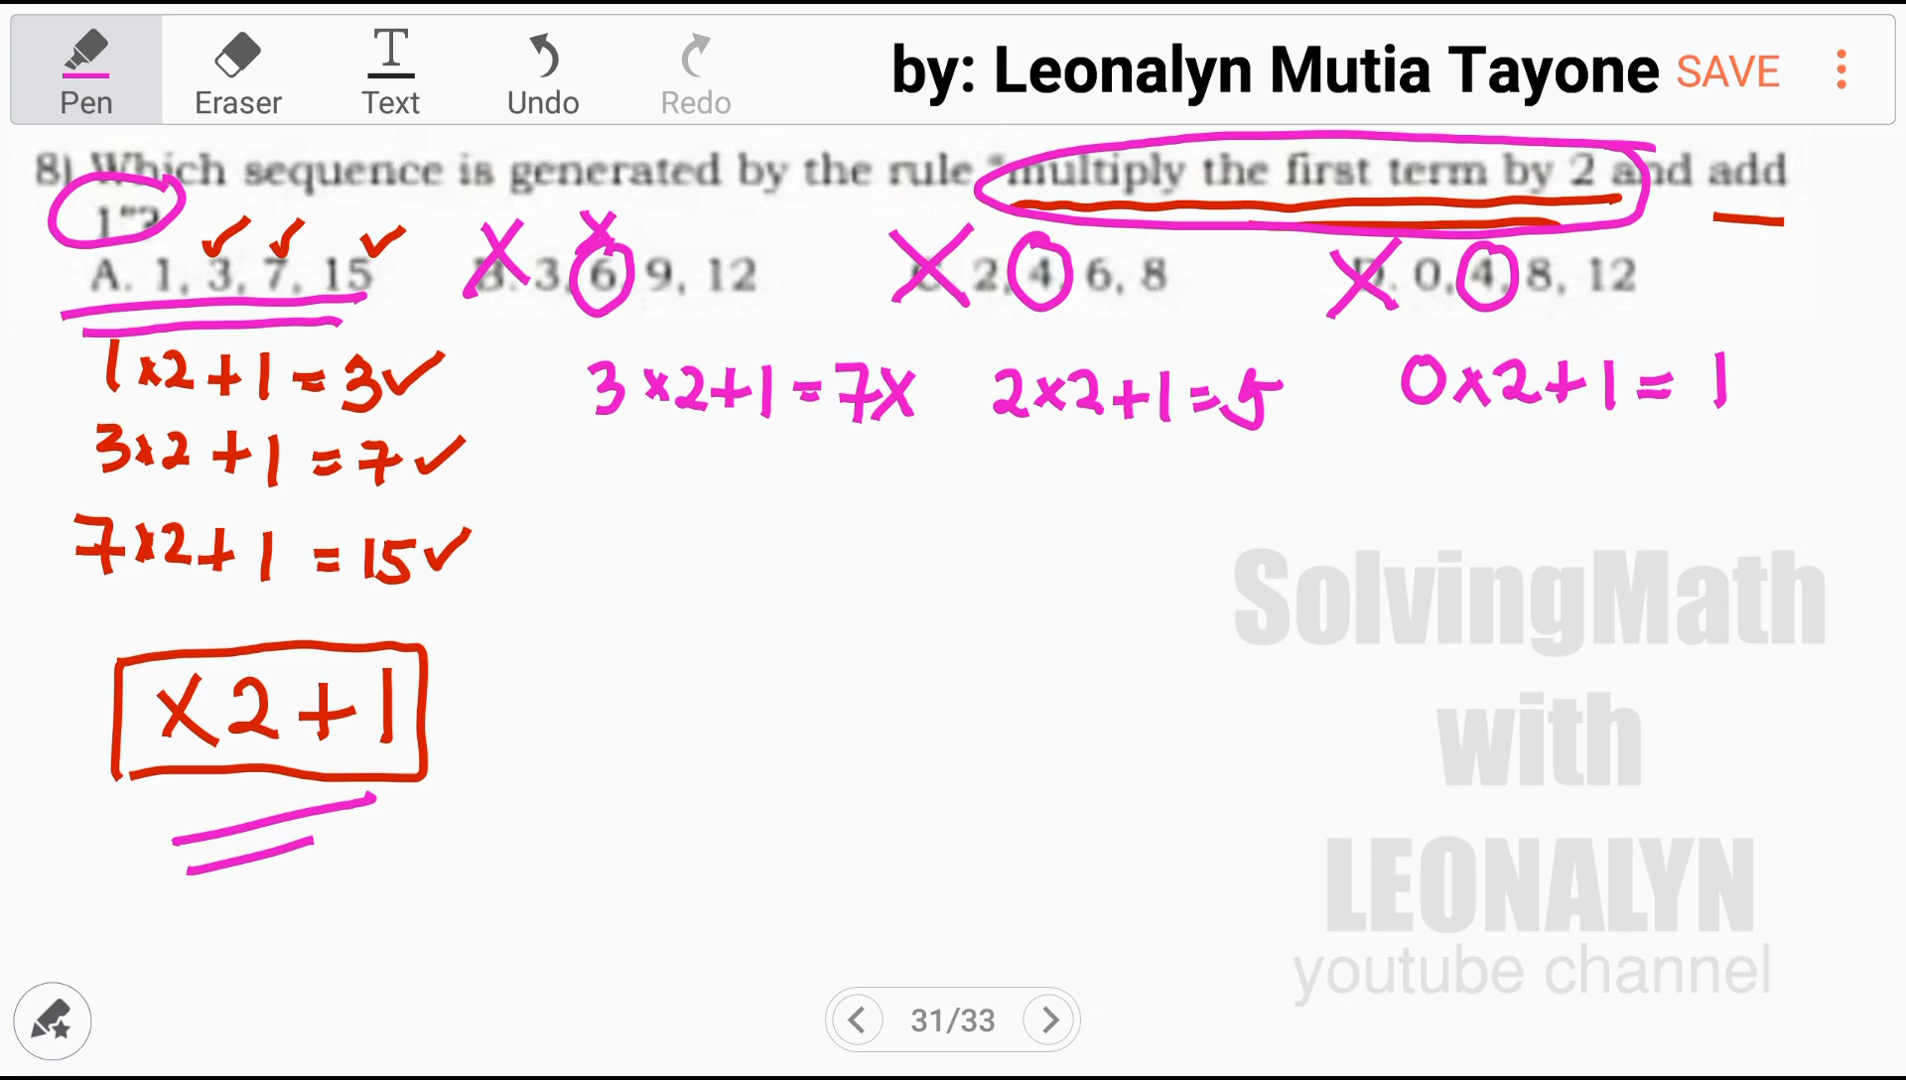 Pen
Eraser
Text
Undo
Redo
by: Leonalyn Mutia Tayone
SAVE
8) Which sequence is generated by the rule "multiply the first term by 2 and add
1"?
A. 1, 3, 7, 15 B. 3, 6, 9, 12 C. 2, 4, 6, 8 D. 0, 4, 8, 12
1×2+1=3✓ 3×2+1=7x 2×2+1=5 0×2+1=1
3×2+1=7✓
7×2+1=15✓
×2+1
SolvingMath
with
LEONALYN
youtube channel
31/33